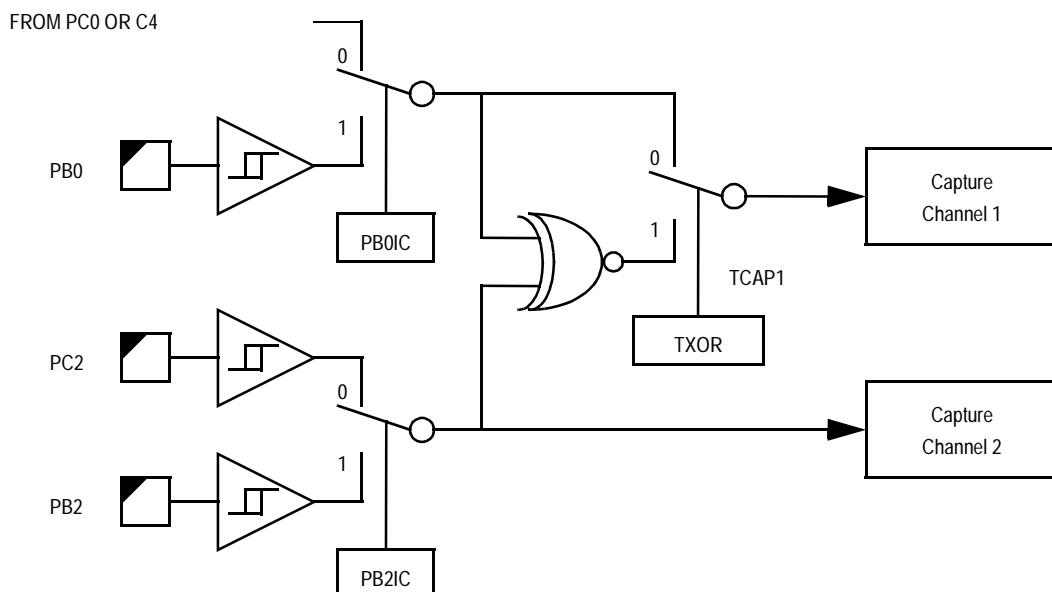 FROM PC0 OR C4
0
1
PB0
PB0IC
0
1
TCAP1
TXOR
Capture
Channel 1
PC2
0
1
PB2
PB2IC
Capture
Channel 2